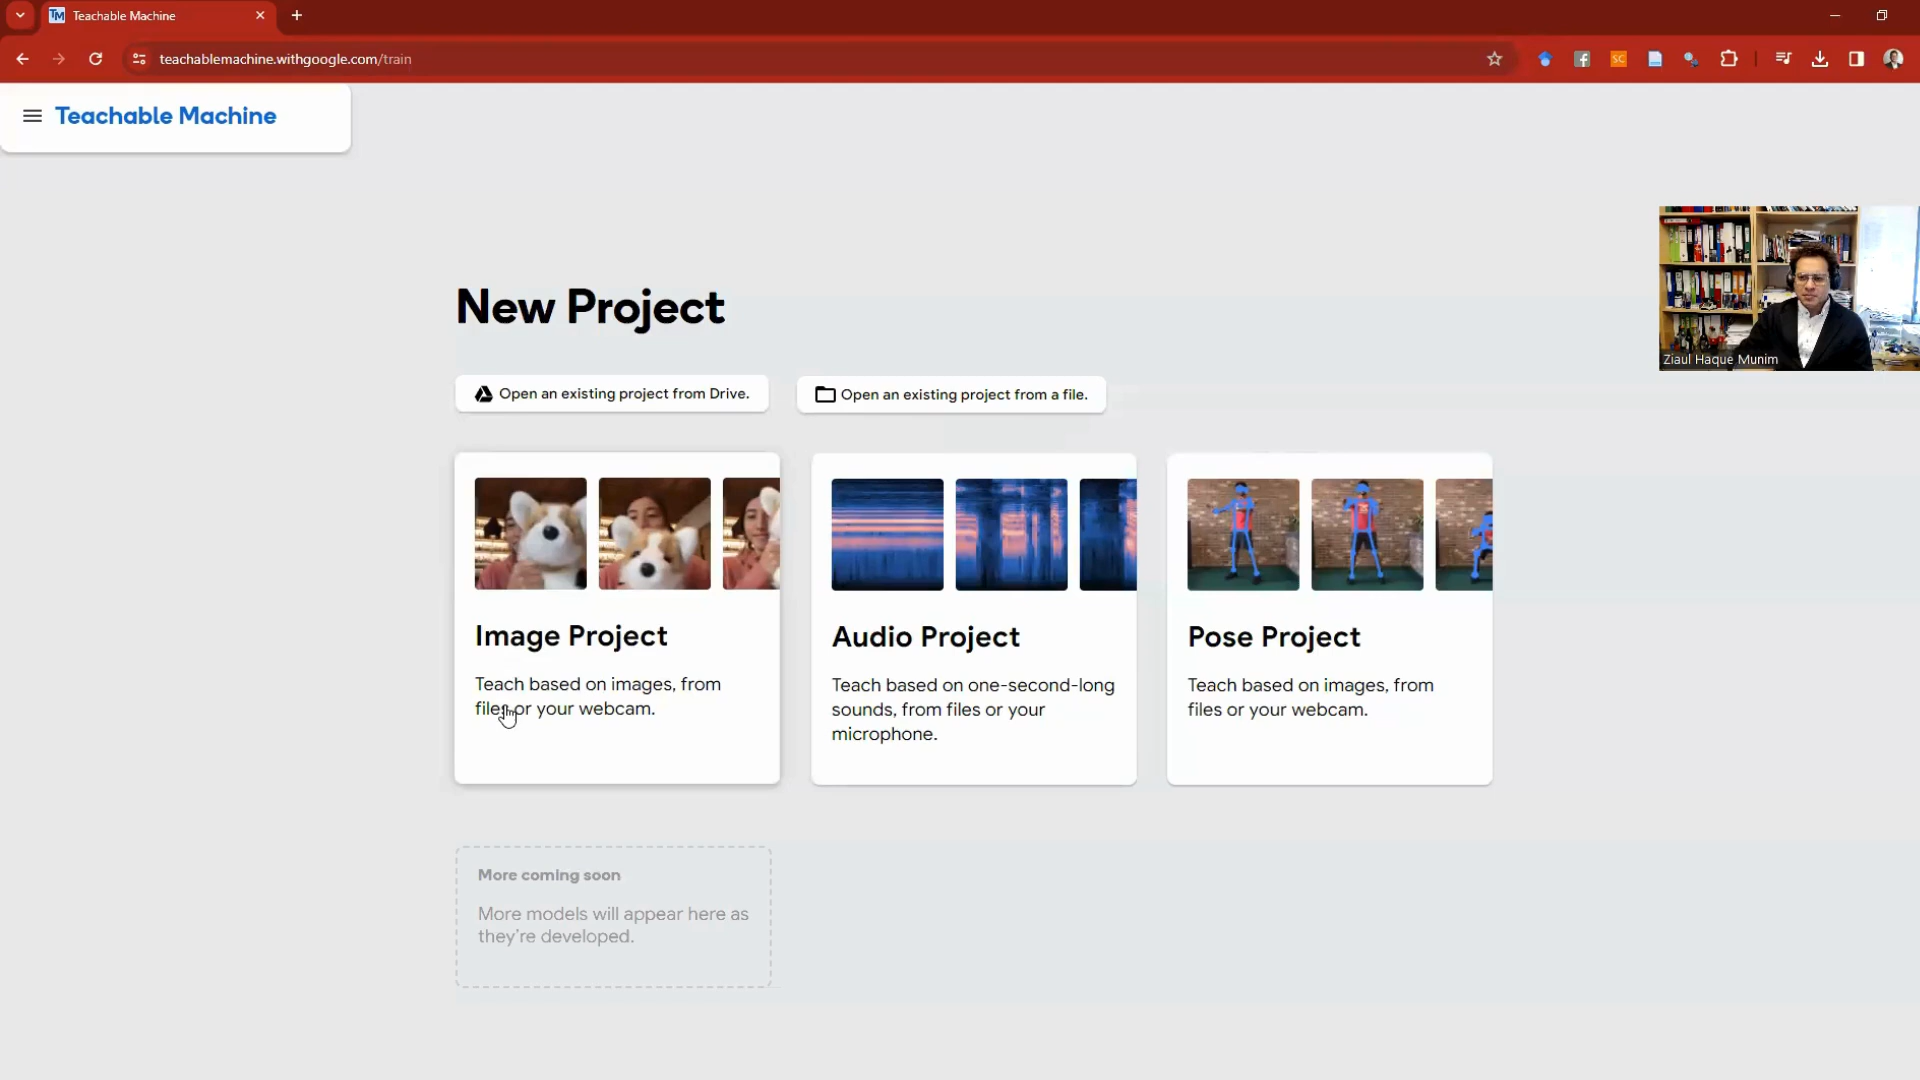 Teachable Machine
teachablemachine.withgoogle.com/train
SC
Teachable Machine
New Project
Open an existing project from Drive.
Open an existing project from a file.
Image Project
Teach based on images, from
files or your webcam.
Audio Project
Teach based on one-second-long
sounds, from files or your
microphone.
Pose Project
Teach based on images, from
files or your webcam.
More coming soon
More models will appear here as
they're developed.
Ziaul Haque Munim